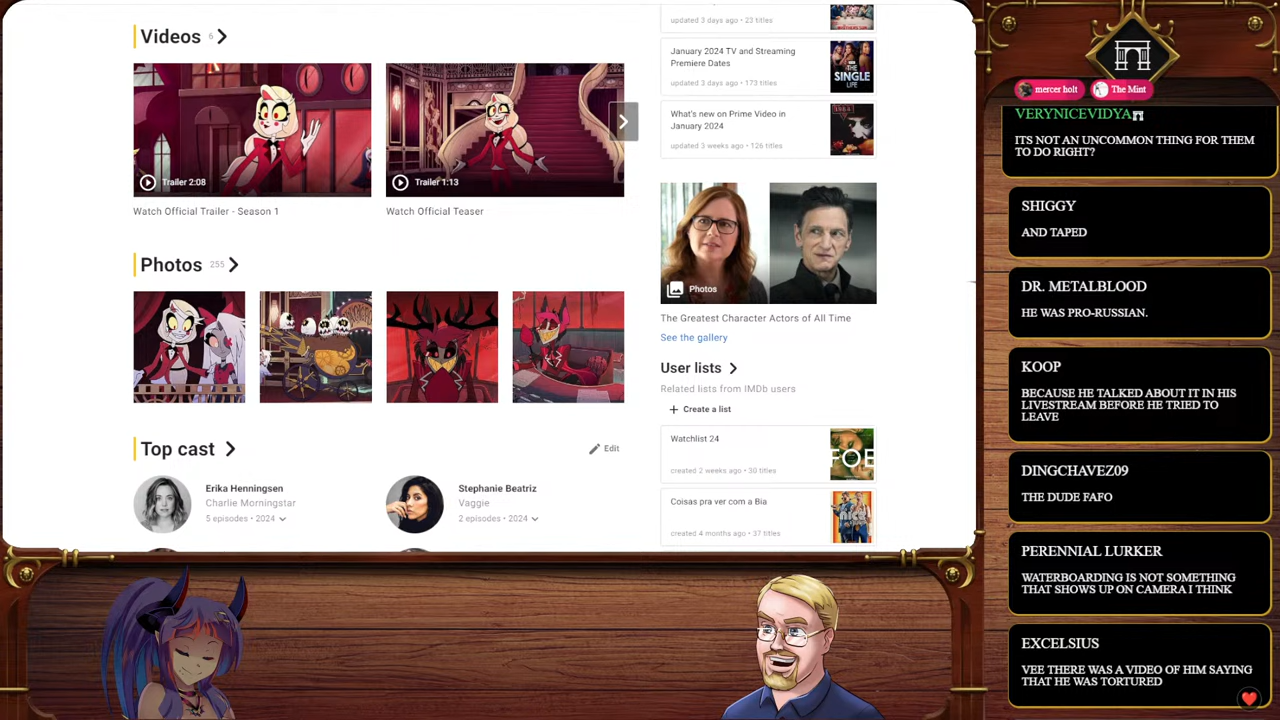 Videos 6
Trailer 2:08
Trailer 1:13
Watch Official Trailer - Season 1
Watch Official Teaser
Photos 255
Top cast
Edit
Erika Henningsen
Charlie Morningstar
5 episodes • 2024
Stephanie Beatriz
Vaggie
2 episodes • 2024
updated 3 days ago • 23 titles
January 2024 TV and Streaming
Premiere Dates
updated 3 days ago • 173 titles
THE
SINGLE
LIFE
What's new on Prime Video in
January 2024
updated 3 weeks ago • 126 titles
Photos
The Greatest Character Actors of All Time
See the gallery
User lists
Related lists from IMDb users
Create a list
Watchlist 24
created 2 weeks ago • 30 titles
FOE
Coisas pra ver com a Bia
created 4 months ago • 37 titles
mercer holt
The Mint
VERYNICEVIDYA
ITS NOT AN UNCOMMON THING FOR THEM
TO DO RIGHT?
SHIGGY
AND TAPED
DR. METALBLOOD
HE WAS PRO-RUSSIAN.
KOOP
BECAUSE HE TALKED ABOUT IT IN HIS
LIVESTREAM BEFORE HE TRIED TO
LEAVE
DINGCHAVEZ09
THE DUDE FAFO
PERENNIAL LURKER
WATERBOARDING IS NOT SOMETHING
THAT SHOWS UP ON CAMERA I THINK
EXCELSIUS
VEE THERE WAS A VIDEO OF HIM SAYING
THAT HE WAS TORTURED